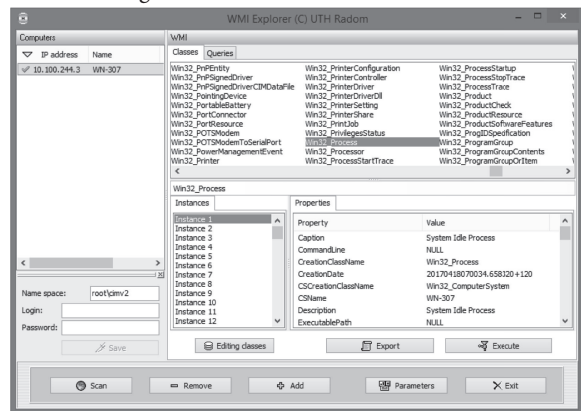 WMI Explorer (C) UTH Radom
Computers
IP address Name
10.100.244.3 WN-307
Name space: root\cimv2
Login:
Password:
Save
WMI
Classes Queries
Win32_PnPEntity Win32_PrinterConfiguration Win32_ProcessStartup
Win32_PnPSignedDriver Win32_PrinterController Win32_ProcessStopTrace
Win32_PnPSignedDriverCIMDataFile Win32_PrinterDriver Win32_ProcessTrace
Win32_PointingDevice Win32_PrinterDriverDll Win32_Product
Win32_PortableBattery Win32_PrinterSetting Win32_ProductCheck
Win32_PortConnector Win32_PrinterShare Win32_ProductResource
Win32_PortResource Win32_PrintJob Win32_ProductSoftwareFeatures
Win32_POTSModem Win32_PrivilegesStatus Win32_ProgIDSpecification
Win32_POTSModemToSerialPort Win32_Process Win32_ProgramGroup
Win32_PowerManagementEvent Win32_Processor Win32_ProgramGroupContents
Win32_Printer Win32_ProcessStartTrace Win32_ProgramGroupOrItem
Win32_Process
Instances
Instance 1
Instance 2
Instance 3
Instance 4
Instance 5
Instance 6
Instance 7
Instance 8
Instance 9
Instance 10
Instance 11
Instance 12
Properties
Property Value
Caption System Idle Process
CommandLine NULL
CreationClassName Win32_Process
CreationDate 20170418070034.658120+120
CSCreationClassName Win32_ComputerSystem
CSName WN-307
Description System Idle Process
ExecutablePath NULL
Editing classes Export Execute
Scan Remove Add Parameters Exit